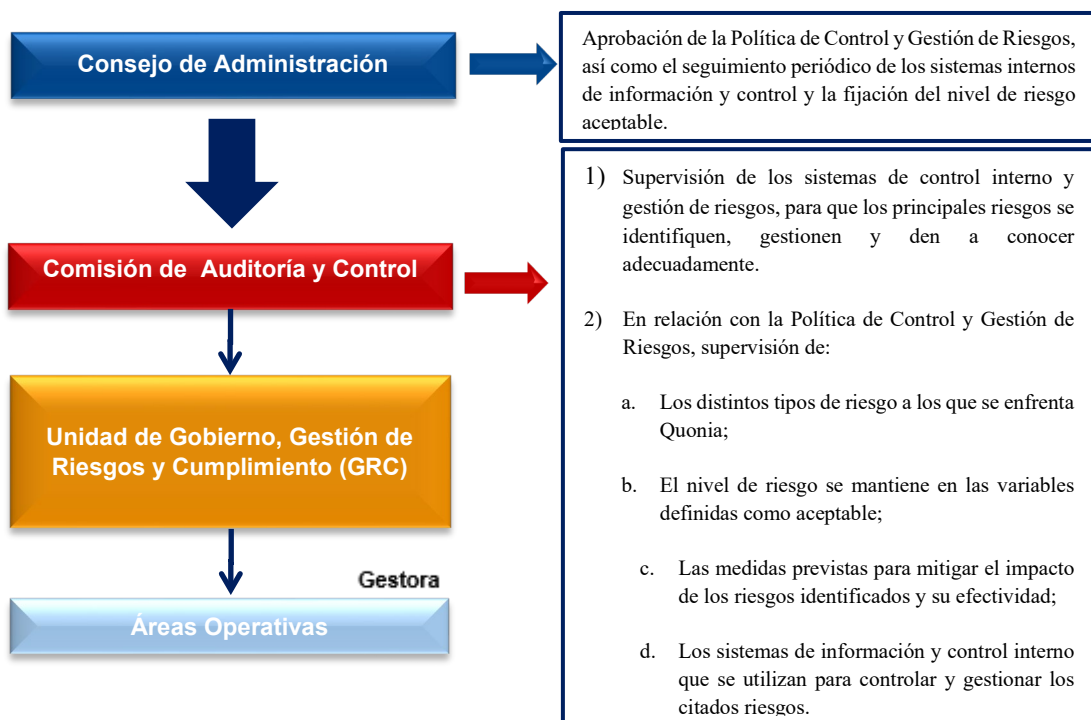 Consejo de Administración
Aprobación de la Política de Control y Gestión de Riesgos,
así como el seguimiento periódico de los sistemas internos
de información y control y la fijación del nivel de riesgo
aceptable.
Comisión de Auditoría y Control
1) Supervisión de los sistemas de control interno y
gestión de riesgos, para que los principales riesgos se
identifiquen, gestionen y den a conocer
adecuadamente.
2) En relación con la Política de Control y Gestión de
Riesgos, supervisión de:
a. Los distintos tipos de riesgo a los que se enfrenta
Quonia;
b. El nivel de riesgo se mantiene en las variables
definidas como aceptable;
c. Las medidas previstas para mitigar el impacto
de los riesgos identificados y su efectividad;
d. Los sistemas de información y control interno
que se utilizan para controlar y gestionar los
citados riesgos.
Unidad de Gobierno, Gestión de
Riesgos y Cumplimiento (GRC)
Gestora
Áreas Operativas